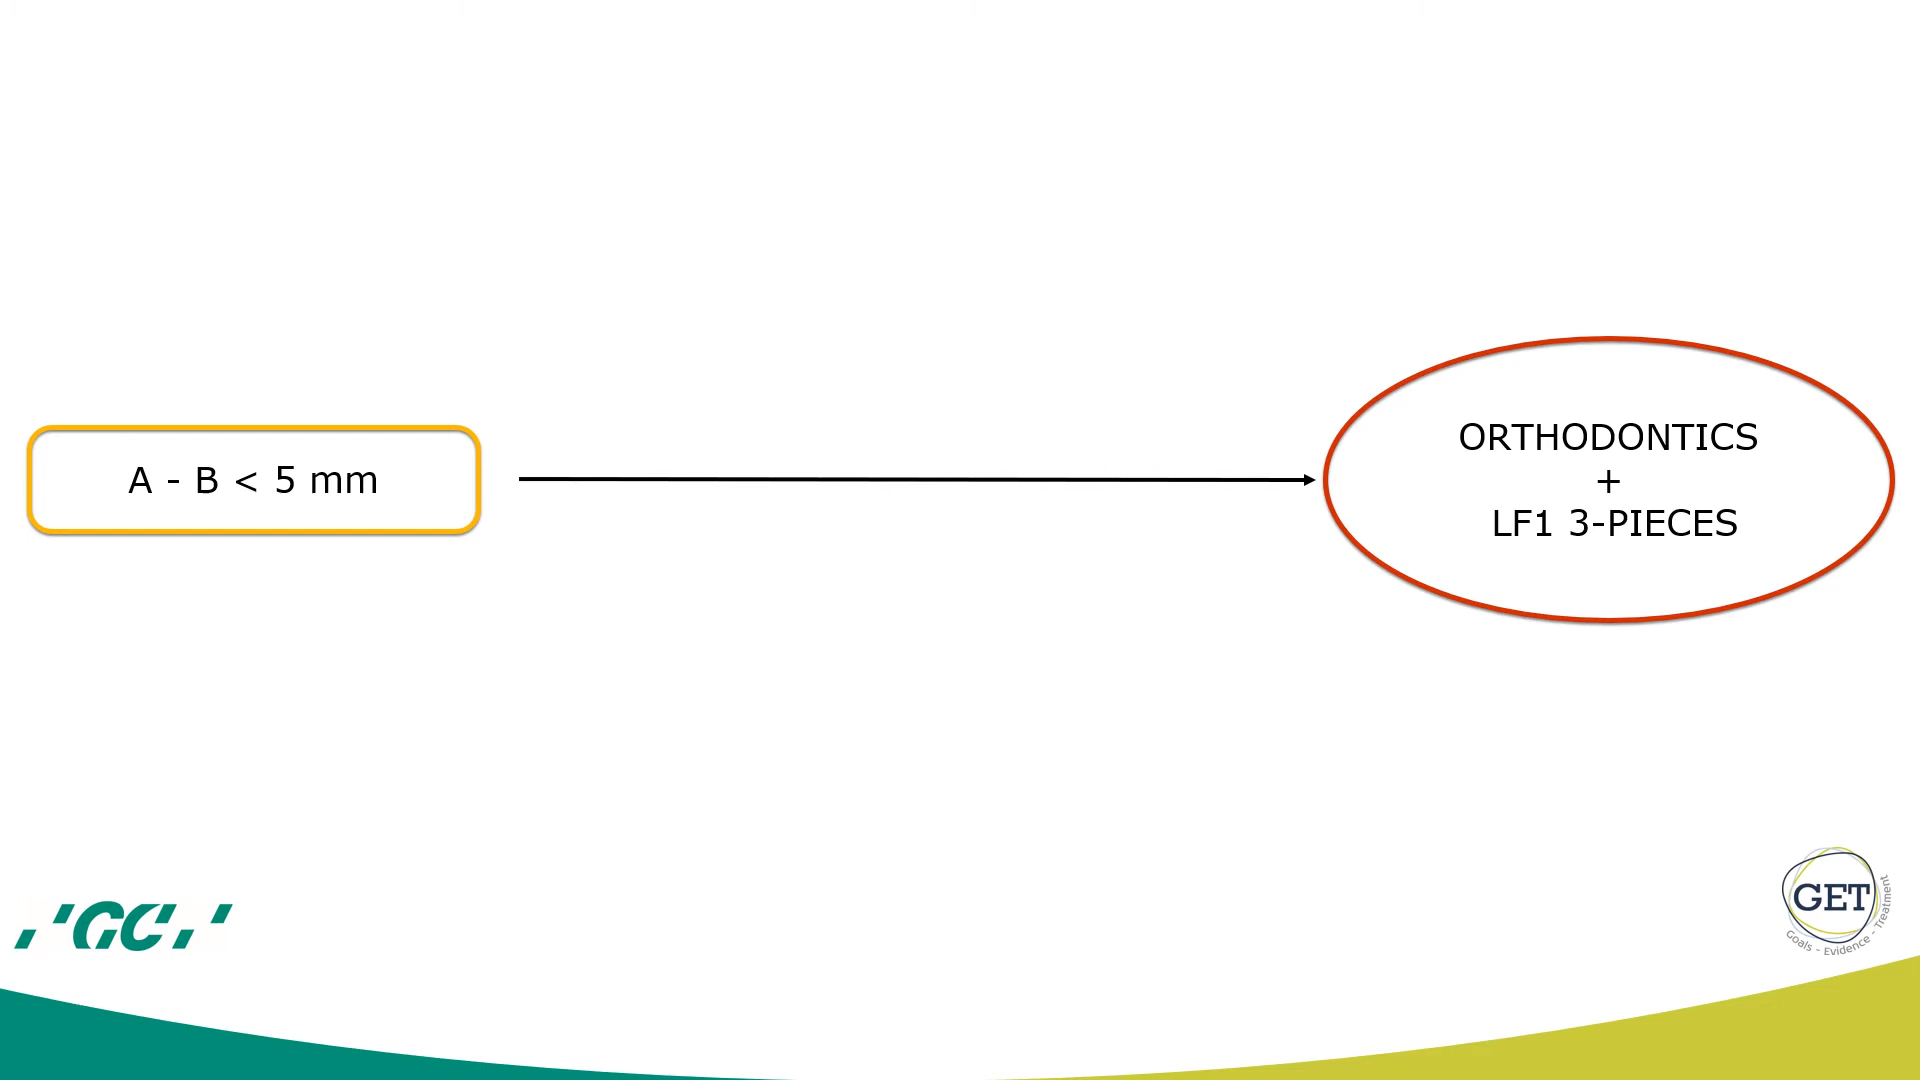 A - B < 5 mm
ORTHODONTICS
+
LF1 3-PIECES
GC
GET
Goals - Evidence - Treatment